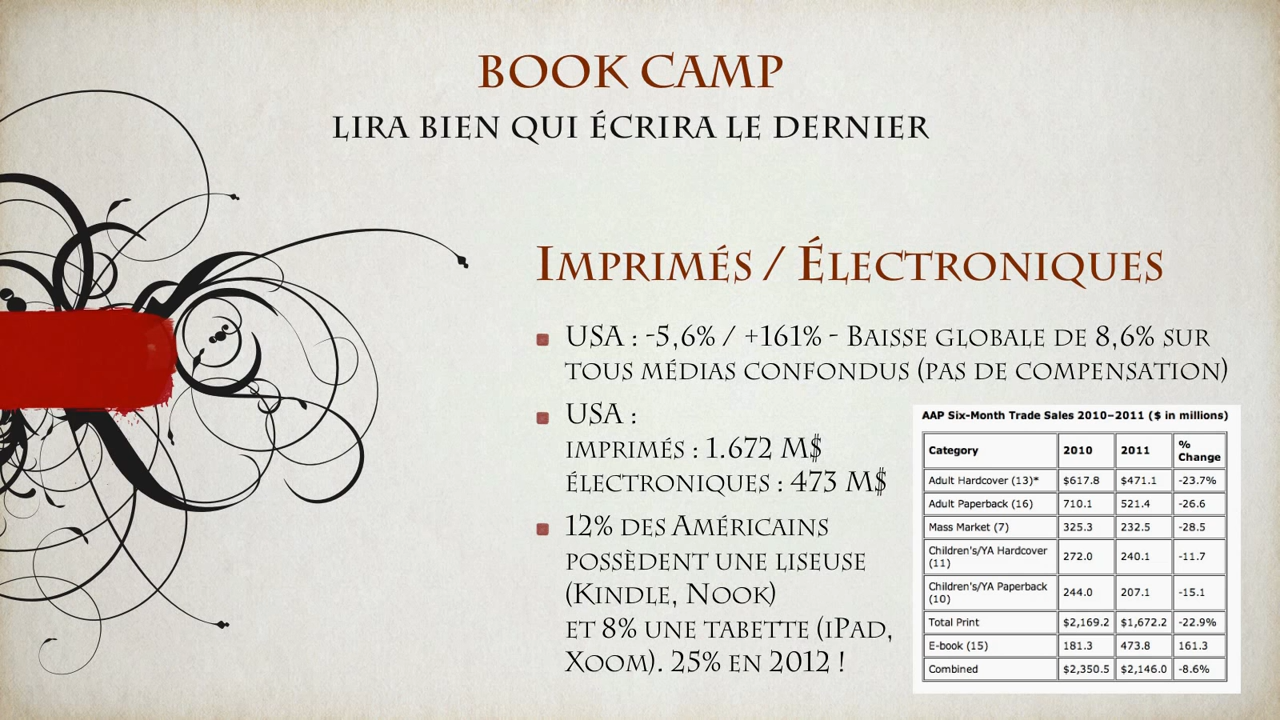 BOOK CAMP
LIRA BIEN QUI ÉCRIRA LE DERNIER
IMPRIMÉS / ÉLECTRONIQUES
USA : -5,6% / +161% - BAISSE GLOBALE DE 8,6% SUR
TOUS MÉDIAS CONFONDUS (PAS DE COMPENSATION)
USA :
IMPRIMÉS : 1.672 M$
ÉLECTRONIQUES : 473 M$
12% DES AMÉRICAINS
POSSÈDENT UNE LISEUSE
(KINDLE, NOOK)
ET 8% UNE TABETTE (IPAD,
XOOM). 25% EN 2012 !
AAP Six-Month Trade Sales 2010–2011 ($ in millions)
Category 2010 2011 % Change
Adult Hardcover (13)* $617.8 $471.1 -23.7%
Adult Paperback (16) 710.1 521.4 -26.6
Mass Market (7) 325.3 232.5 -28.5
Children's/YA Hardcover (11) 272.0 240.1 -11.7
Children's/YA Paperback (10) 244.0 207.1 -15.1
Total Print $2,169.2 $1,672.2 -22.9%
E-book (15) 181.3 473.8 161.3
Combined $2,350.5 $2,146.0 -8.6%